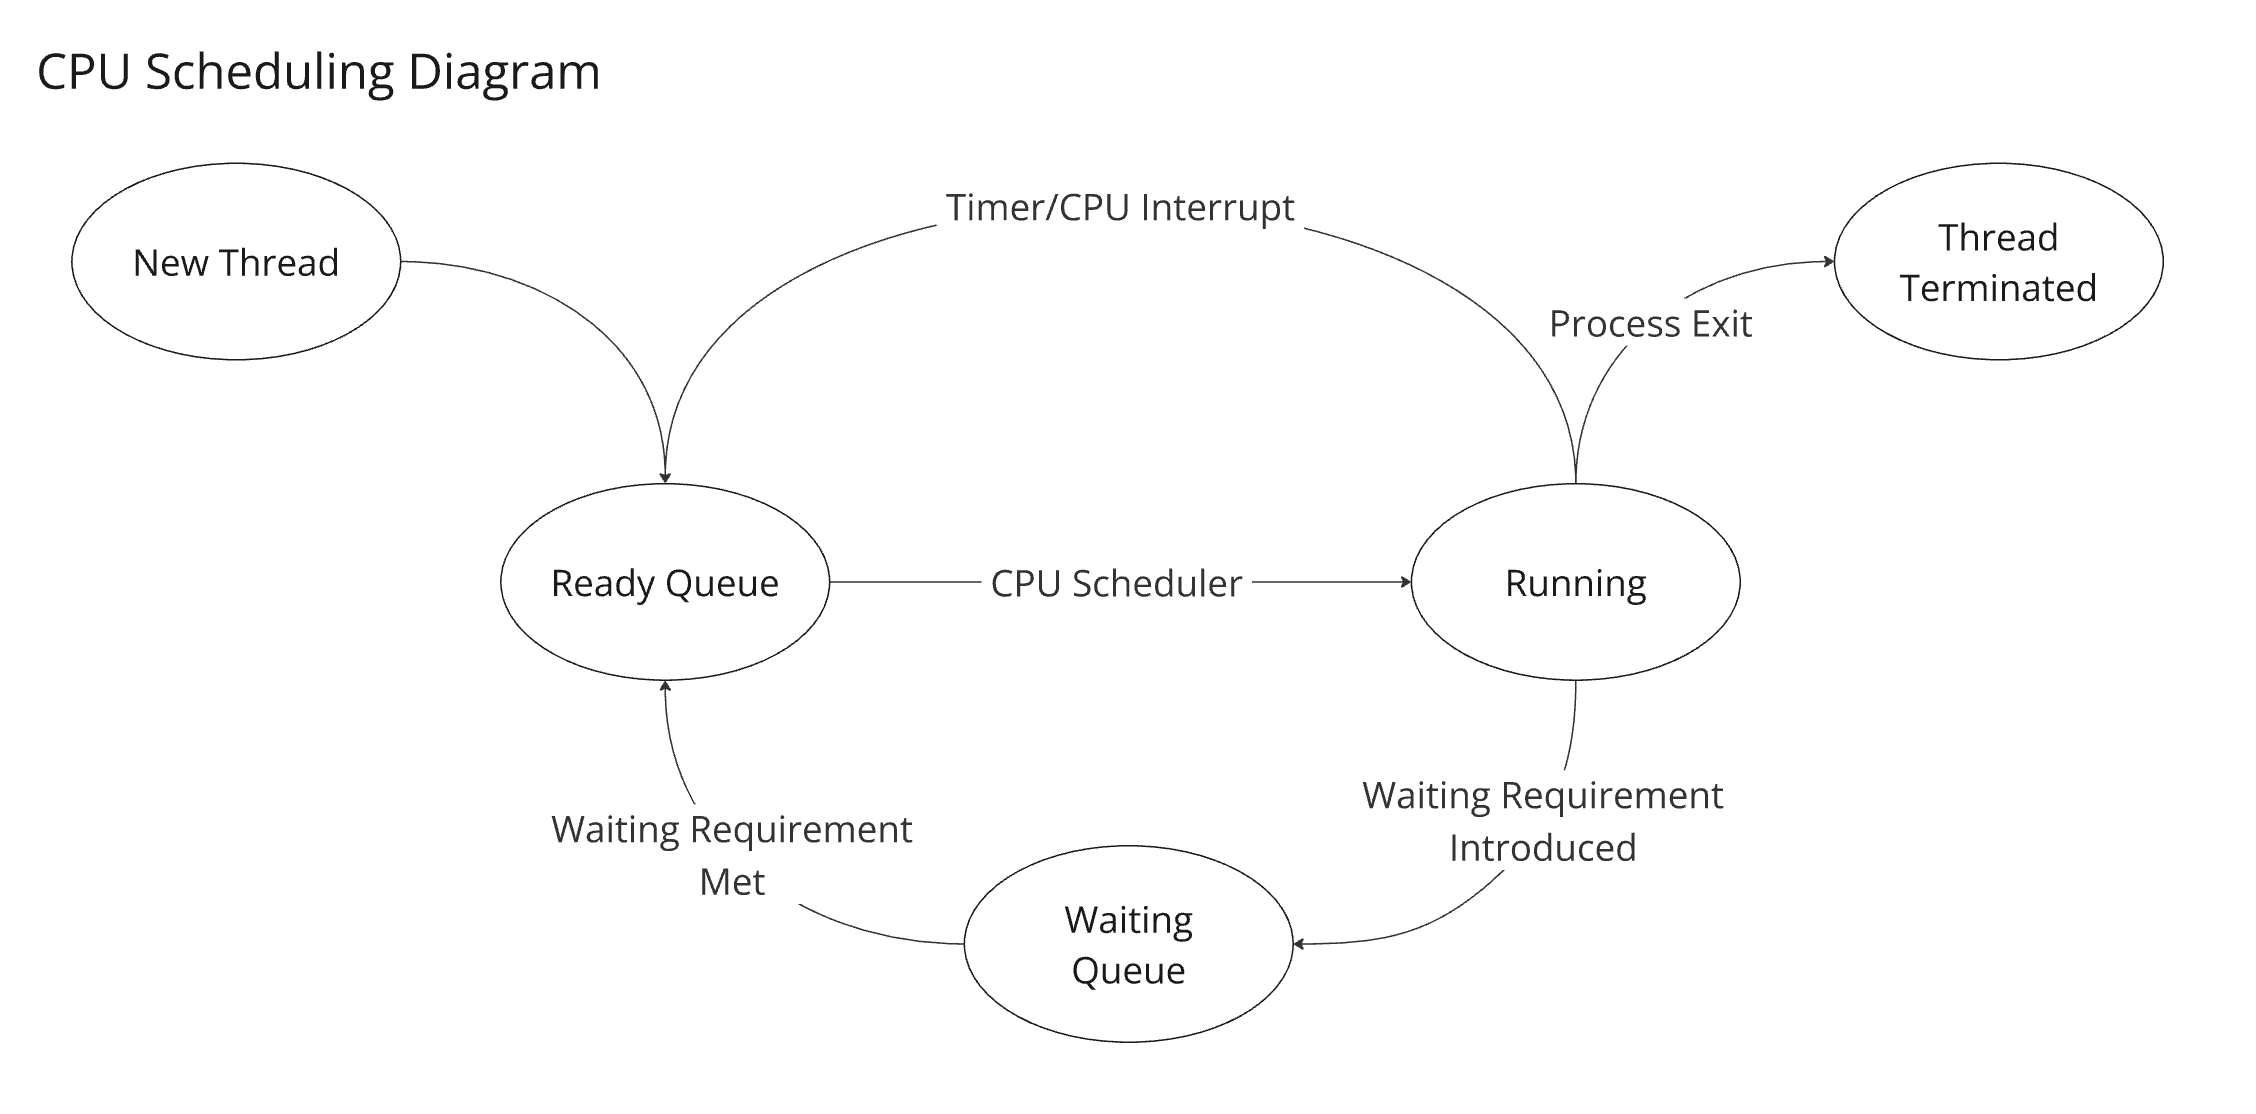 CPU Scheduling Diagram
New Thread
Timer/CPU Interrupt
Thread
Terminated
Process Exit
Ready Queue
CPU Scheduler
Running
Waiting Requirement
Met
Waiting Requirement
Introduced
Waiting
Queue